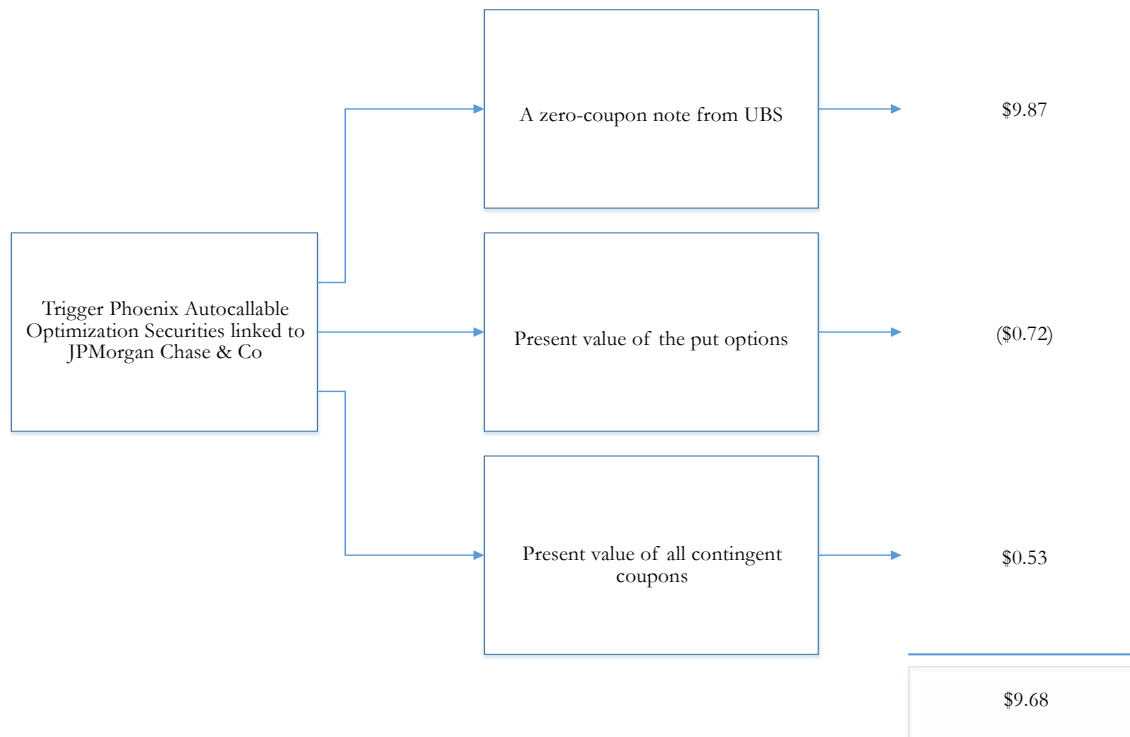 A zero-coupon note from UBS
$9.87
Trigger Phoenix Autocallable
Optimization Securities linked to
JPMorgan Chase & Co
Present value of the put options
($0.72)
Present value of all contingent
coupons
$0.53
$9.68